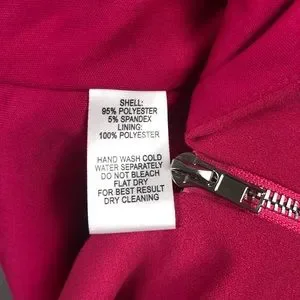 SHELL:
95% POLYESTER
5% SPANDEX
LINING:
100% POLYESTER
HAND WASH COLD
WATER SEPARATELY
DO NOT BLEACH
FLAT DRY
FOR BEST RESULT
DRY CLEANING